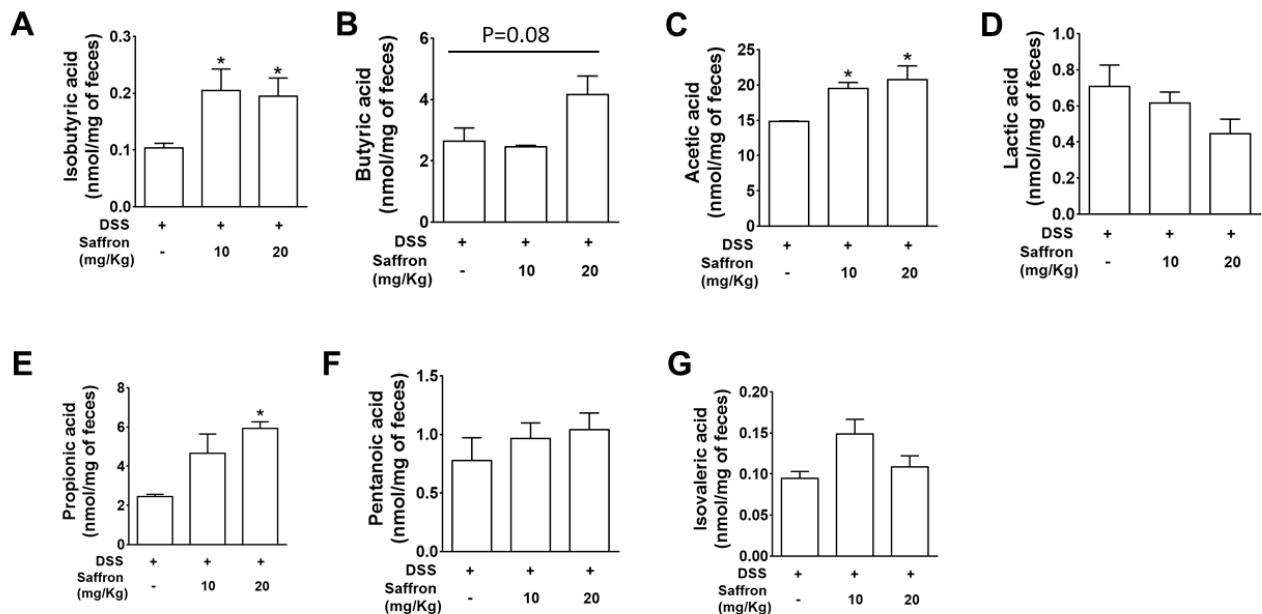 A
Isobutyric acid
(nmol/mg of feces)
0.3
0.2
0.1
0.0
* *
DSS + + +
Saffron
(mg/Kg) - 10 20
B
Butyric acid
(nmol/mg of feces)
6
4
2
0
P=0.08
DSS + + +
Saffron
(mg/Kg) - 10 20
C
Acetic acid
(nmol/mg of feces)
25
20
15
10
5
0
* *
DSS + + +
Saffron
(mg/Kg) - 10 20
D
Lactic acid
(nmol/mg of feces)
1.0
0.8
0.6
0.4
0.2
0.0
DSS + + +
Saffron
(mg/Kg) - 10 20
E
Propionic acid
(nmol/mg of feces)
8
6
4
2
0
*
DSS + + +
Saffron
(mg/Kg) - 10 20
F
Pentanoic acid
(nmol/mg of feces)
1.5
1.0
0.5
0.0
DSS + + +
Saffron
(mg/Kg) - 10 20
G
Isovaleric acid
(nmol/mg of feces)
0.20
0.15
0.10
0.05
0.00
DSS + + +
Saffron
(mg/Kg) - 10 20